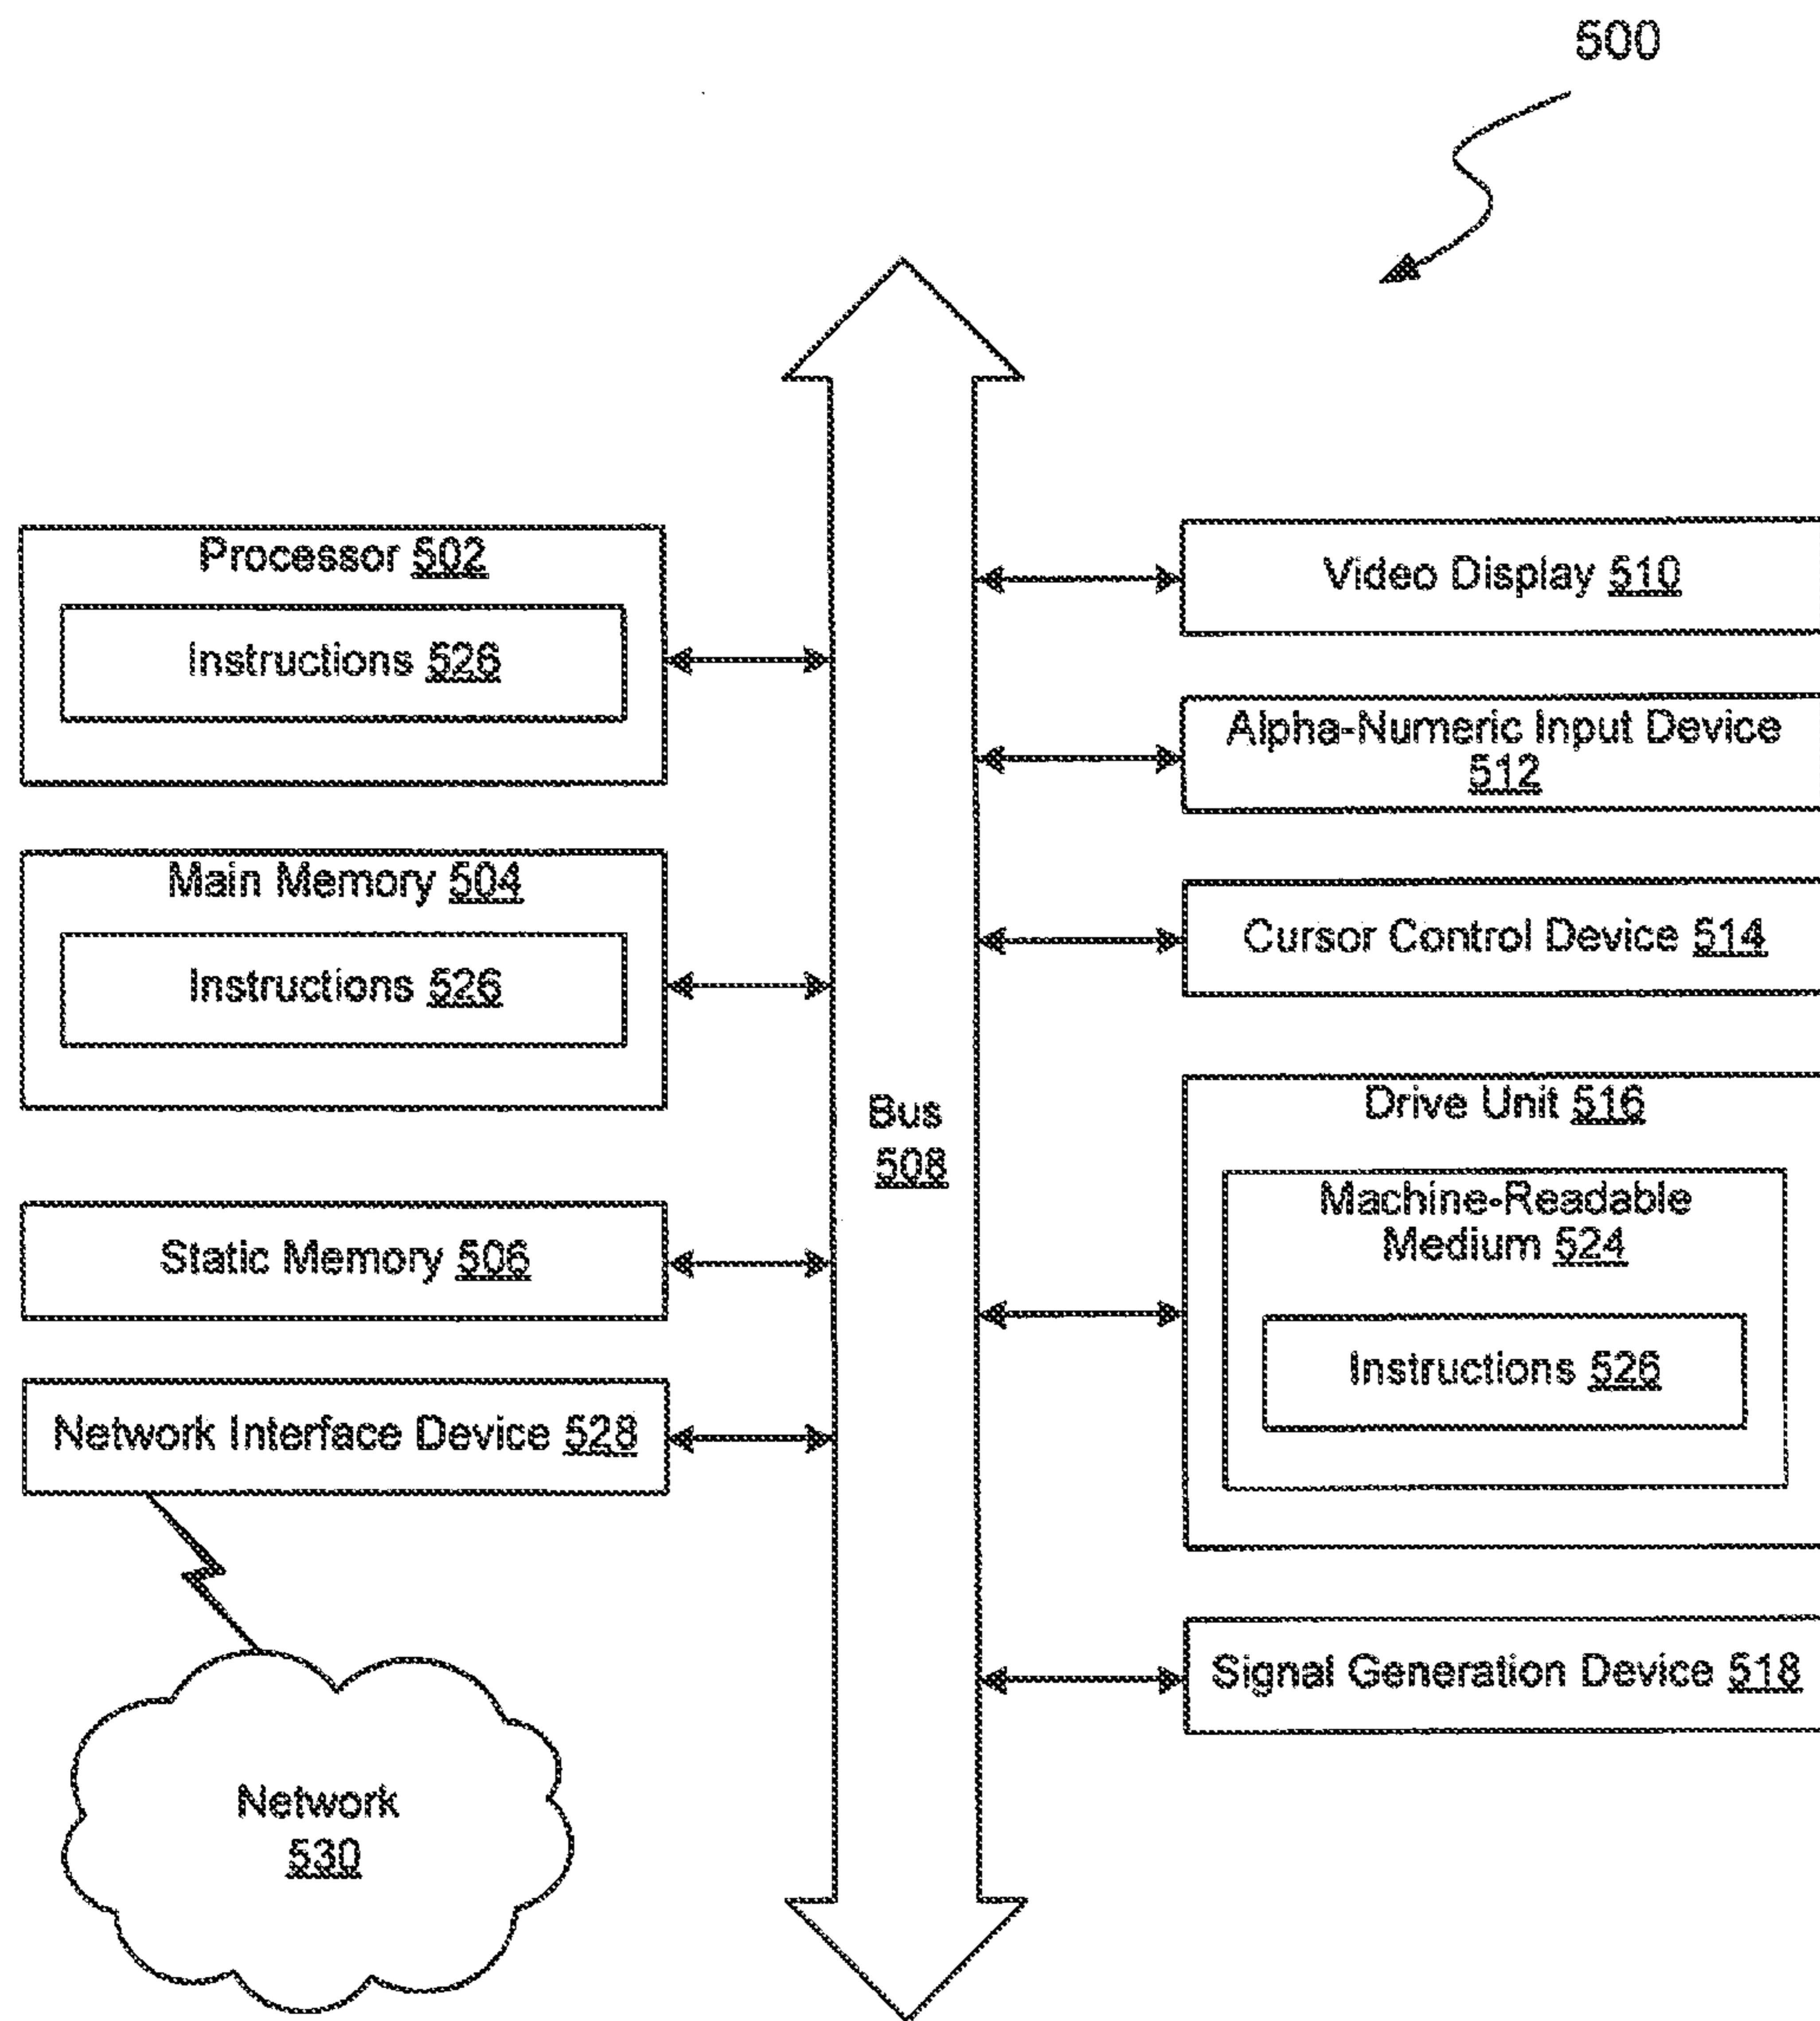 500
Processor 502
Instructions 526
Main Memory 504
Instructions 526
Static Memory 506
Network Interface Device 528
Network
530
Bus
508
Video Display 510
Alpha-Numeric Input Device
512
Cursor Control Device 514
Drive Unit 516
Machine-Readable
Medium 524
Instructions 526
Signal Generation Device 518